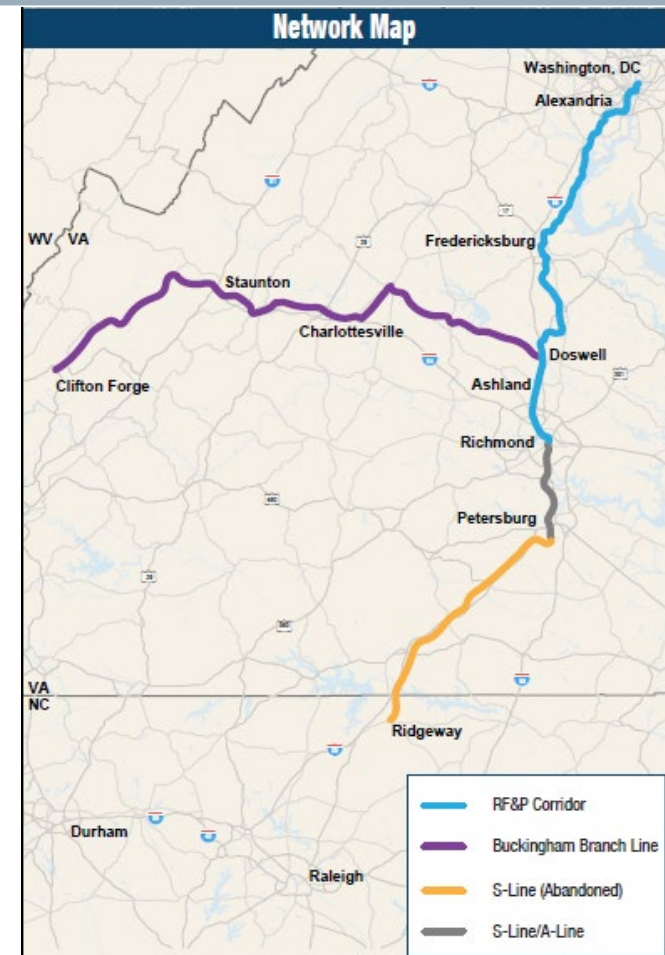 Network Map
Washington, DC
Alexandria
17
Fredericksburg
WV
VA
Staunton
Charlottesville
Doswell
Clifton Forge
Ashland
Richmond
Petersburg
VA
NC
Ridgeway
Durham
Raleigh
RF&P Corridor
Buckingham Branch Line
S-Line (Abandoned)
S-Line/A-Line